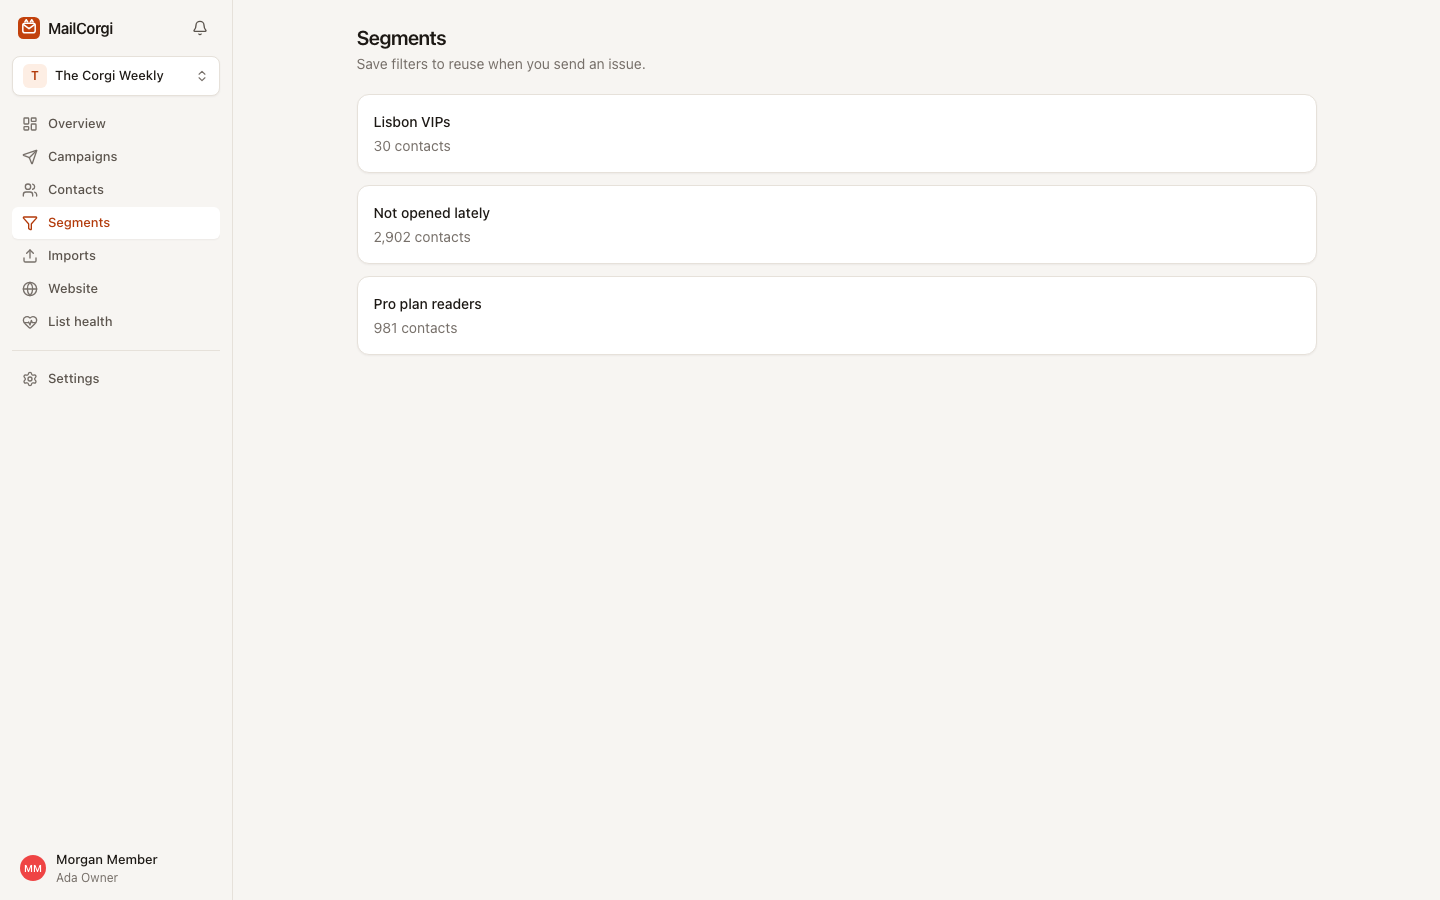 MailCorgi
T
The Corgi Weekly
Overview
Campaigns
Contacts
Segments
Imports
Website
List health
Settings
MM
Morgan Member
Ada Owner
Segments
Save filters to reuse when you send an issue.
Lisbon VIPs
30 contacts
Not opened lately
2,902 contacts
Pro plan readers
981 contacts